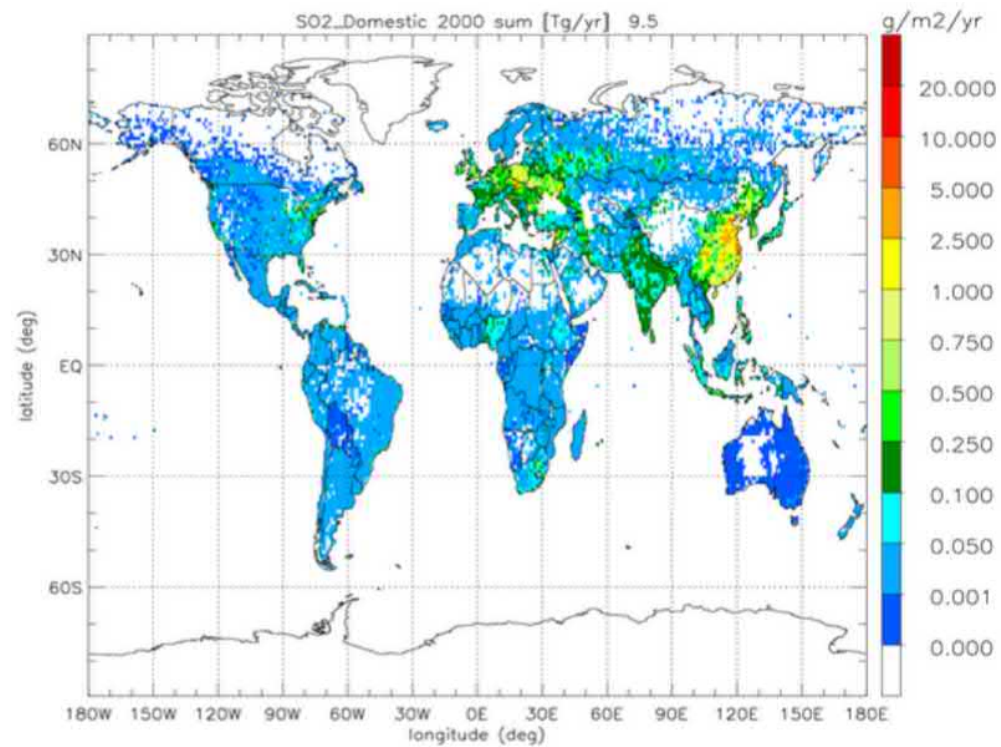 SO2_Domestic 2000 sum [Tg/yr] 9.5
g/m2/yr
20.000
10.000
5.000
2.500
1.000
0.750
0.500
0.250
0.100
0.050
0.001
0.000
latitude (deg)
60N
30N
EQ
30S
60S
180W 150W 120W 90W 60W 30W 0E 30E 60E 90E 120E 150E 180E
longitude (deg)